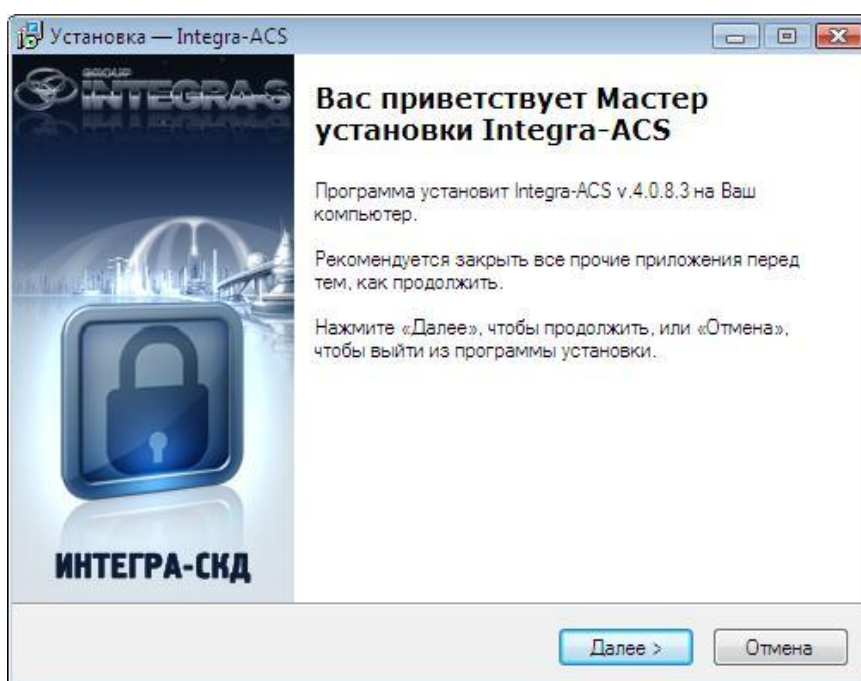 Установка — Integra-ACS
GROUP
INTEGRA-S
Вас приветствует Мастер
установки Integra-ACS
Программа установит Integra-ACS v.4.0.8.3 на Ваш
компьютер.
Рекомендуется закрыть все прочие приложения перед
тем, как продолжить.
Нажмите «Далее», чтобы продолжить, или «Отмена»,
чтобы выйти из программы установки.
ИНТЕГРА-СКД
Далее >
Отмена